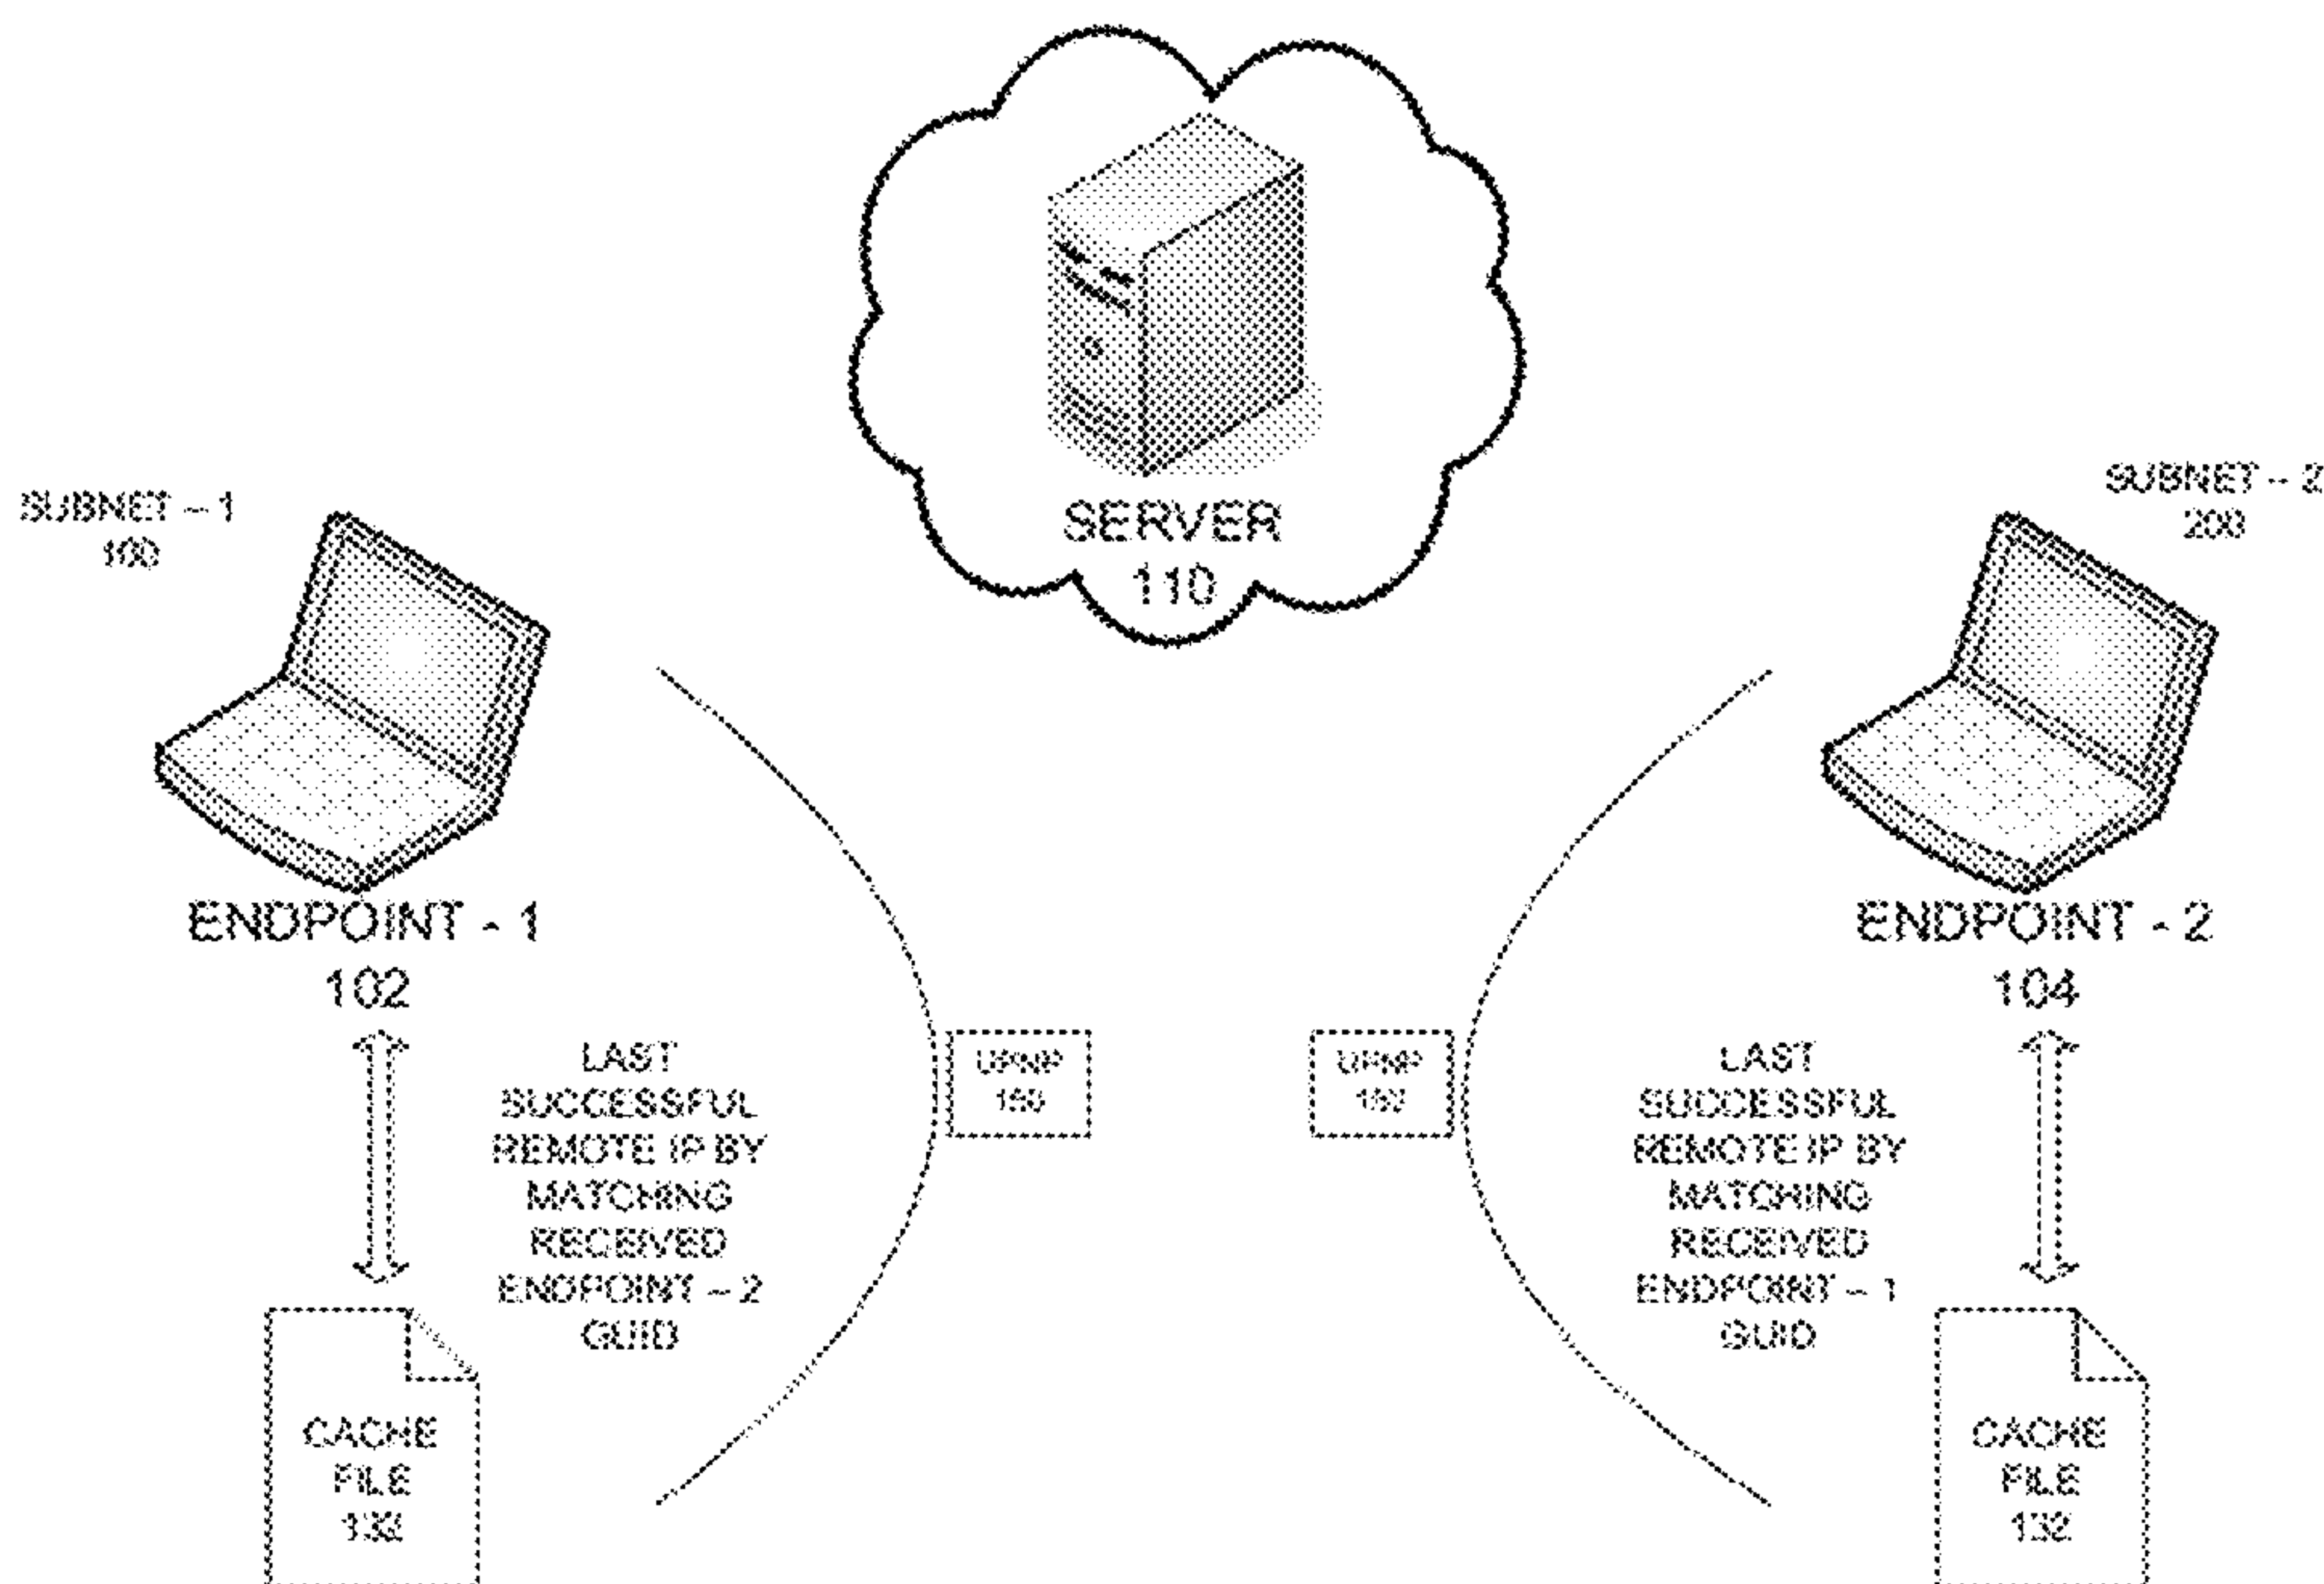 SERVER
110
SUBNET – 1
100
SUBNET – 2
200
ENDPOINT - 1
102
ENDPOINT - 2
104
LAST
SUCCESSFUL
REMOTE IP BY
MATCHING
RECEIVED
ENDPOINT – 2
GUID
UPNP
UPNP
LAST
SUCCESSFUL
REMOTE IP BY
MATCHING
RECEIVED
ENDPOINT – 1
GUID
CACHE
FILE
CACHE
FILE
132